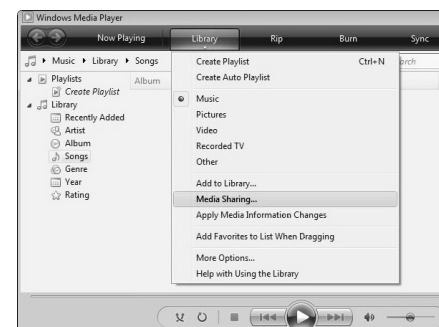 Windows Media Player
Now Playing Library Rip Burn Sync
Music Library Songs
Create Playlist Ctrl+N
Create Auto Playlist
Music
Pictures
Video
Recorded TV
Other
Add to Library...
Media Sharing...
Apply Media Information Changes
Add Favorites to List When Dragging
More Options...
Help with Using the Library
Playlists
Create Playlist
Library
Recently Added
Artist
Album
Songs
Genre
Year
Rating
Album